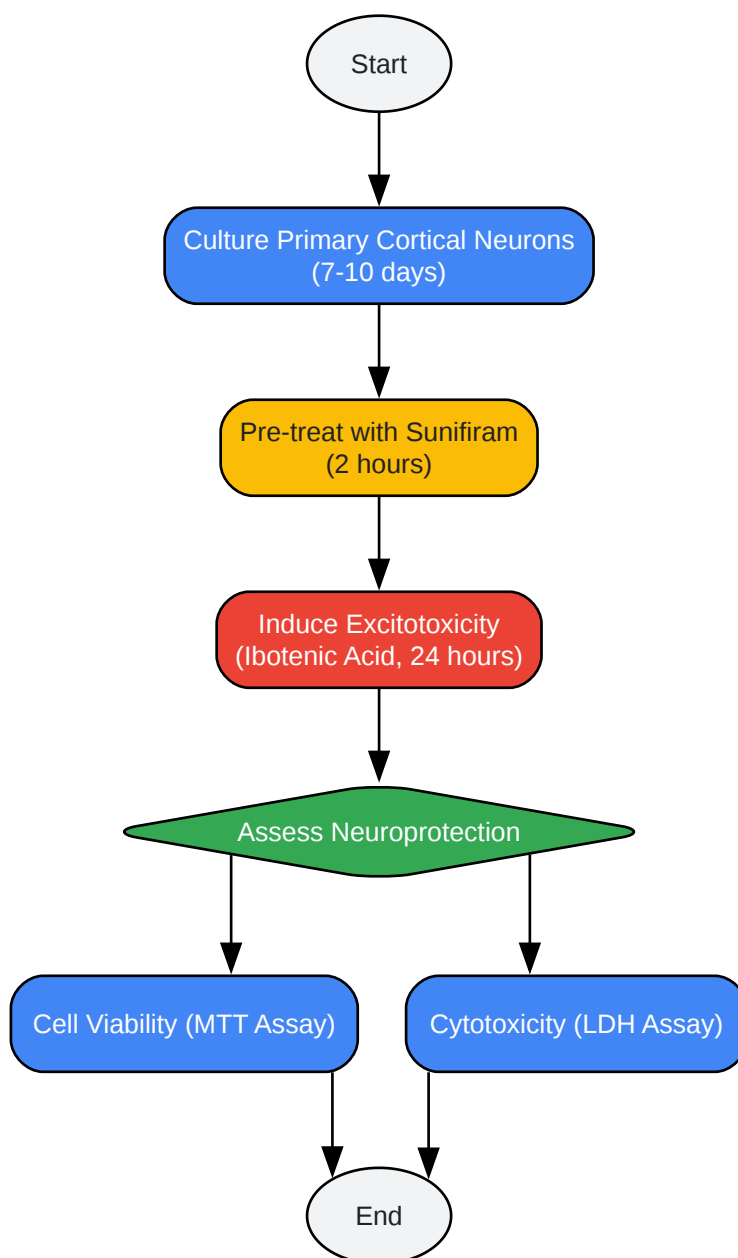 Start
Culture Primary Cortical Neurons
(7-10 days)
Pre-treat with Sunifiram
(2 hours)
Induce Excitotoxicity
(Ibotenic Acid, 24 hours)
Assess Neuroprotection
Cell Viability (MTT Assay)
Cytotoxicity (LDH Assay)
End